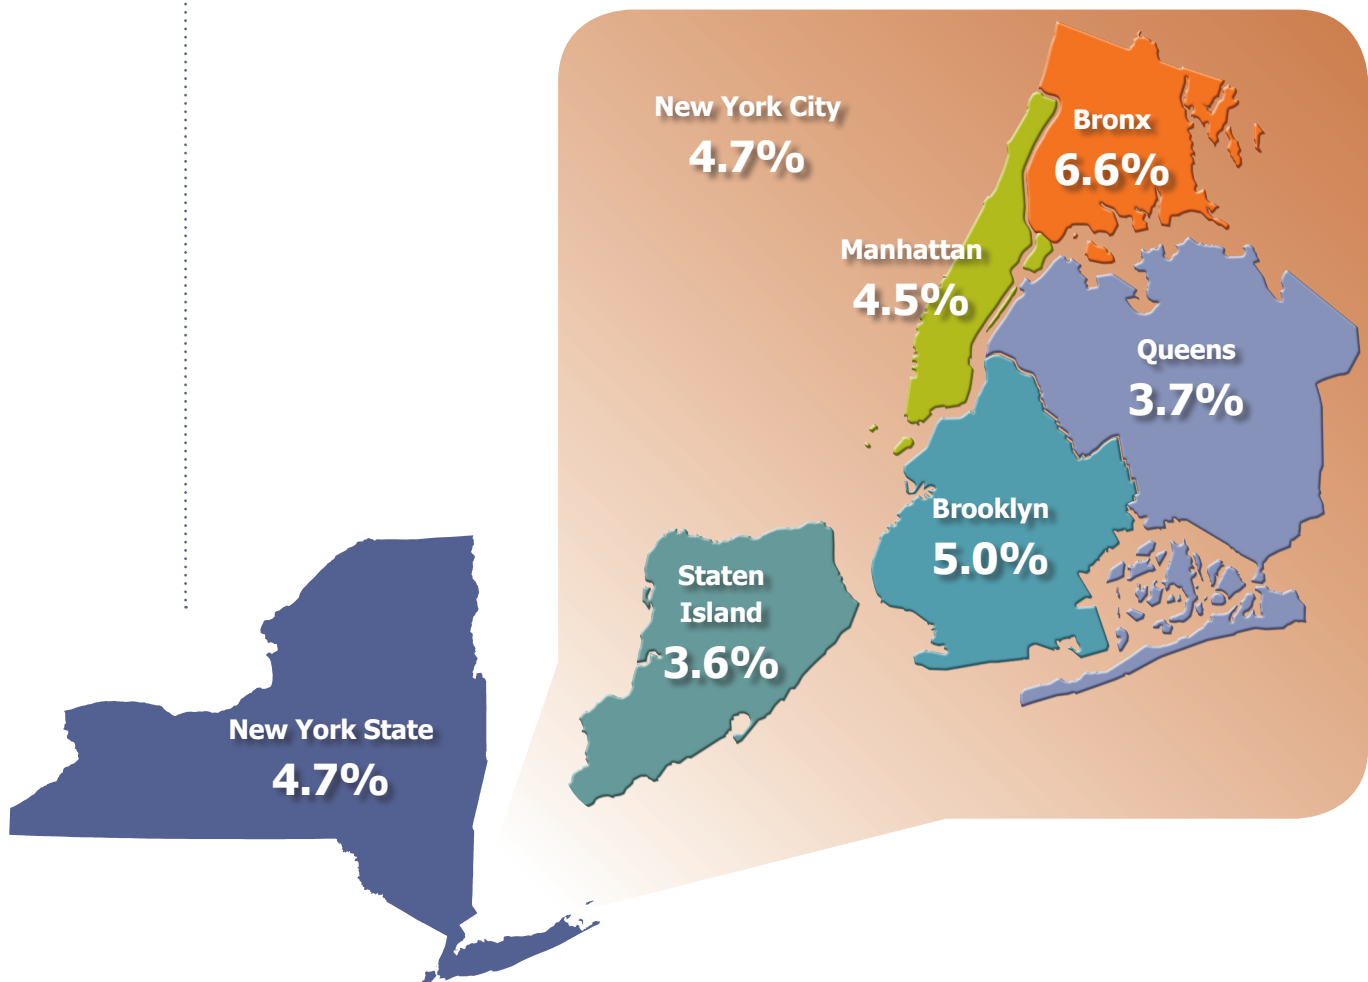 New York City
4.7%
Bronx
6.6%
Manhattan
4.5%
Queens
3.7%
Brooklyn
5.0%
Staten
Island
3.6%
New York State
4.7%